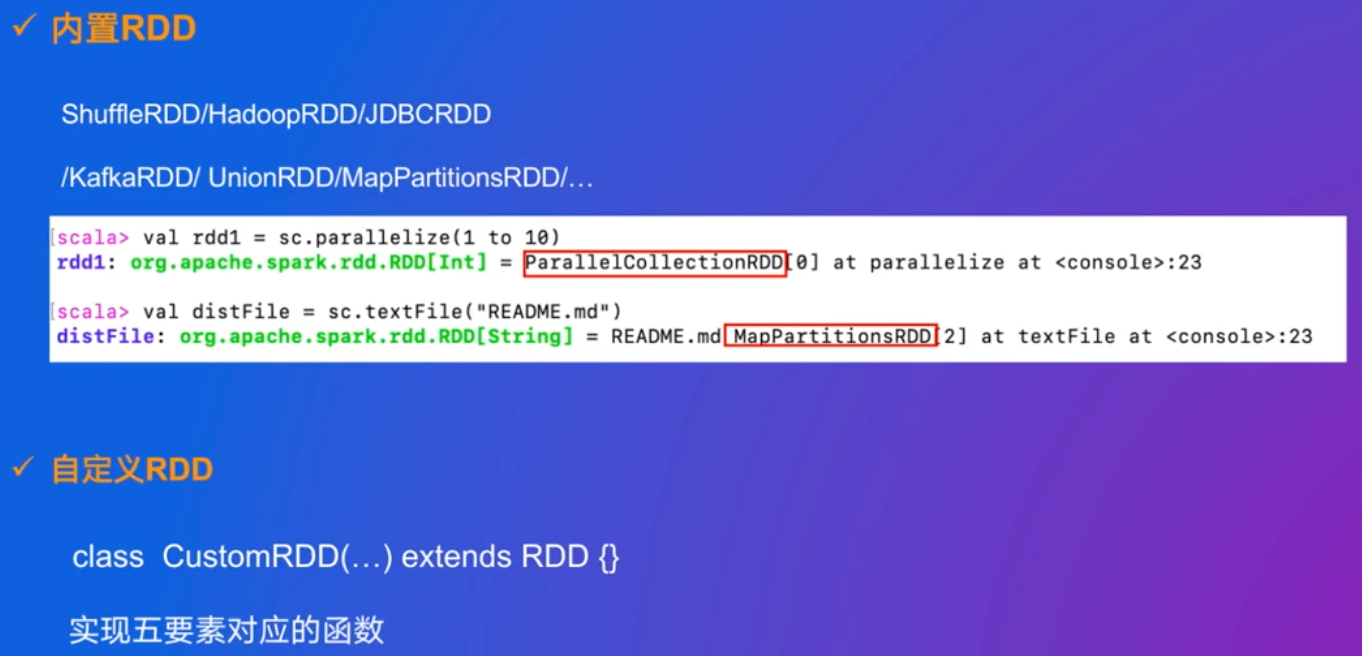 ✓ 内置RDD
ShuffleRDD/HadoopRDD/JDBCRDD
/KafkaRDD/ UnionRDD/MapPartitionsRDD/…
[scala> val rdd1 = sc.parallelize(1 to 10)
rdd1: org.apache.spark.rdd.RDD[Int] = ParallelCollectionRDD[0] at parallelize at <console>:23
[scala> val distFile = sc.textFile("README.md")
distFile: org.apache.spark.rdd.RDD[String] = README.md MapPartitionsRDD[2] at textFile at <console>:23
✓ 自定义RDD
class CustomRDD(…) extends RDD {}
实现五要素对应的函数